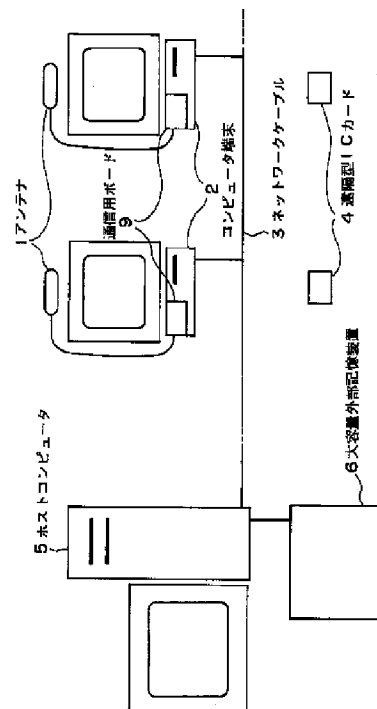 1 アンテナ
通信用ボード
9
2
コンピュータ端末
3 ネットワークケーブル
4 遠隔型ICカード
5 ホストコンピュータ
6 大容量外部記憶装置